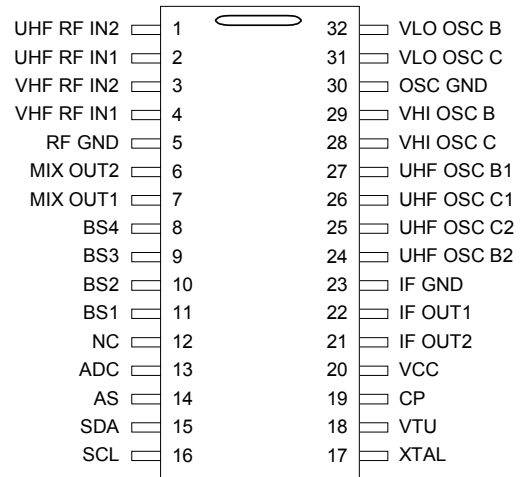 UHF RF IN2 1 32 VLO OSC B
UHF RF IN1 2 31 VLO OSC C
VHF RF IN2 3 30 OSC GND
VHF RF IN1 4 29 VHI OSC B
RF GND 5 28 VHI OSC C
MIX OUT2 6 27 UHF OSC B1
MIX OUT1 7 26 UHF OSC C1
BS4 8 25 UHF OSC C2
BS3 9 24 UHF OSC B2
BS2 10 23 IF GND
BS1 11 22 IF OUT1
NC 12 21 IF OUT2
ADC 13 20 VCC
AS 14 19 CP
SDA 15 18 VTU
SCL 16 17 XTAL